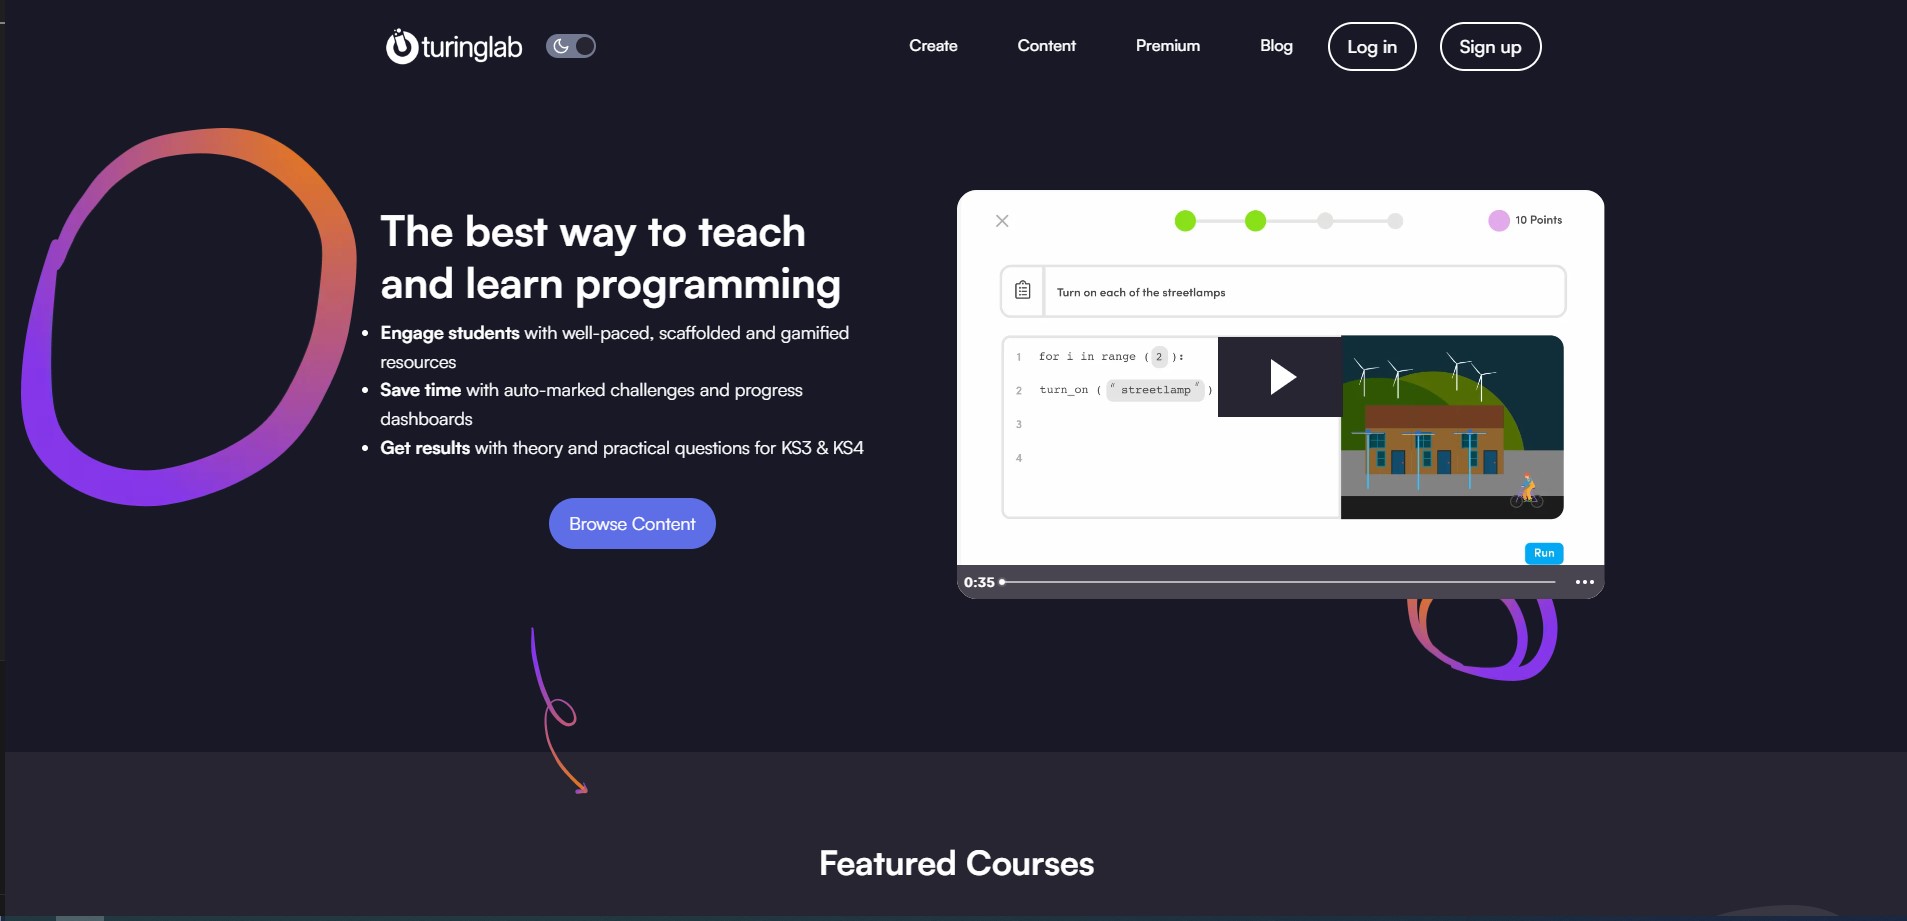 turinglab
Create
Content
Premium
Blog
Log in
Sign up
The best way to teach
and learn programming
• Engage students with well-paced, scaffolded and gamified
resources
• Save time with auto-marked challenges and progress
dashboards
• Get results with theory and practical questions for KS3 & KS4
Browse Content
10 Points
Turn on each of the streetlamps
1 for i in range ( 2 ):
2 turn_on ( " streetlamp " )
3
4
Run
0:35
Featured Courses